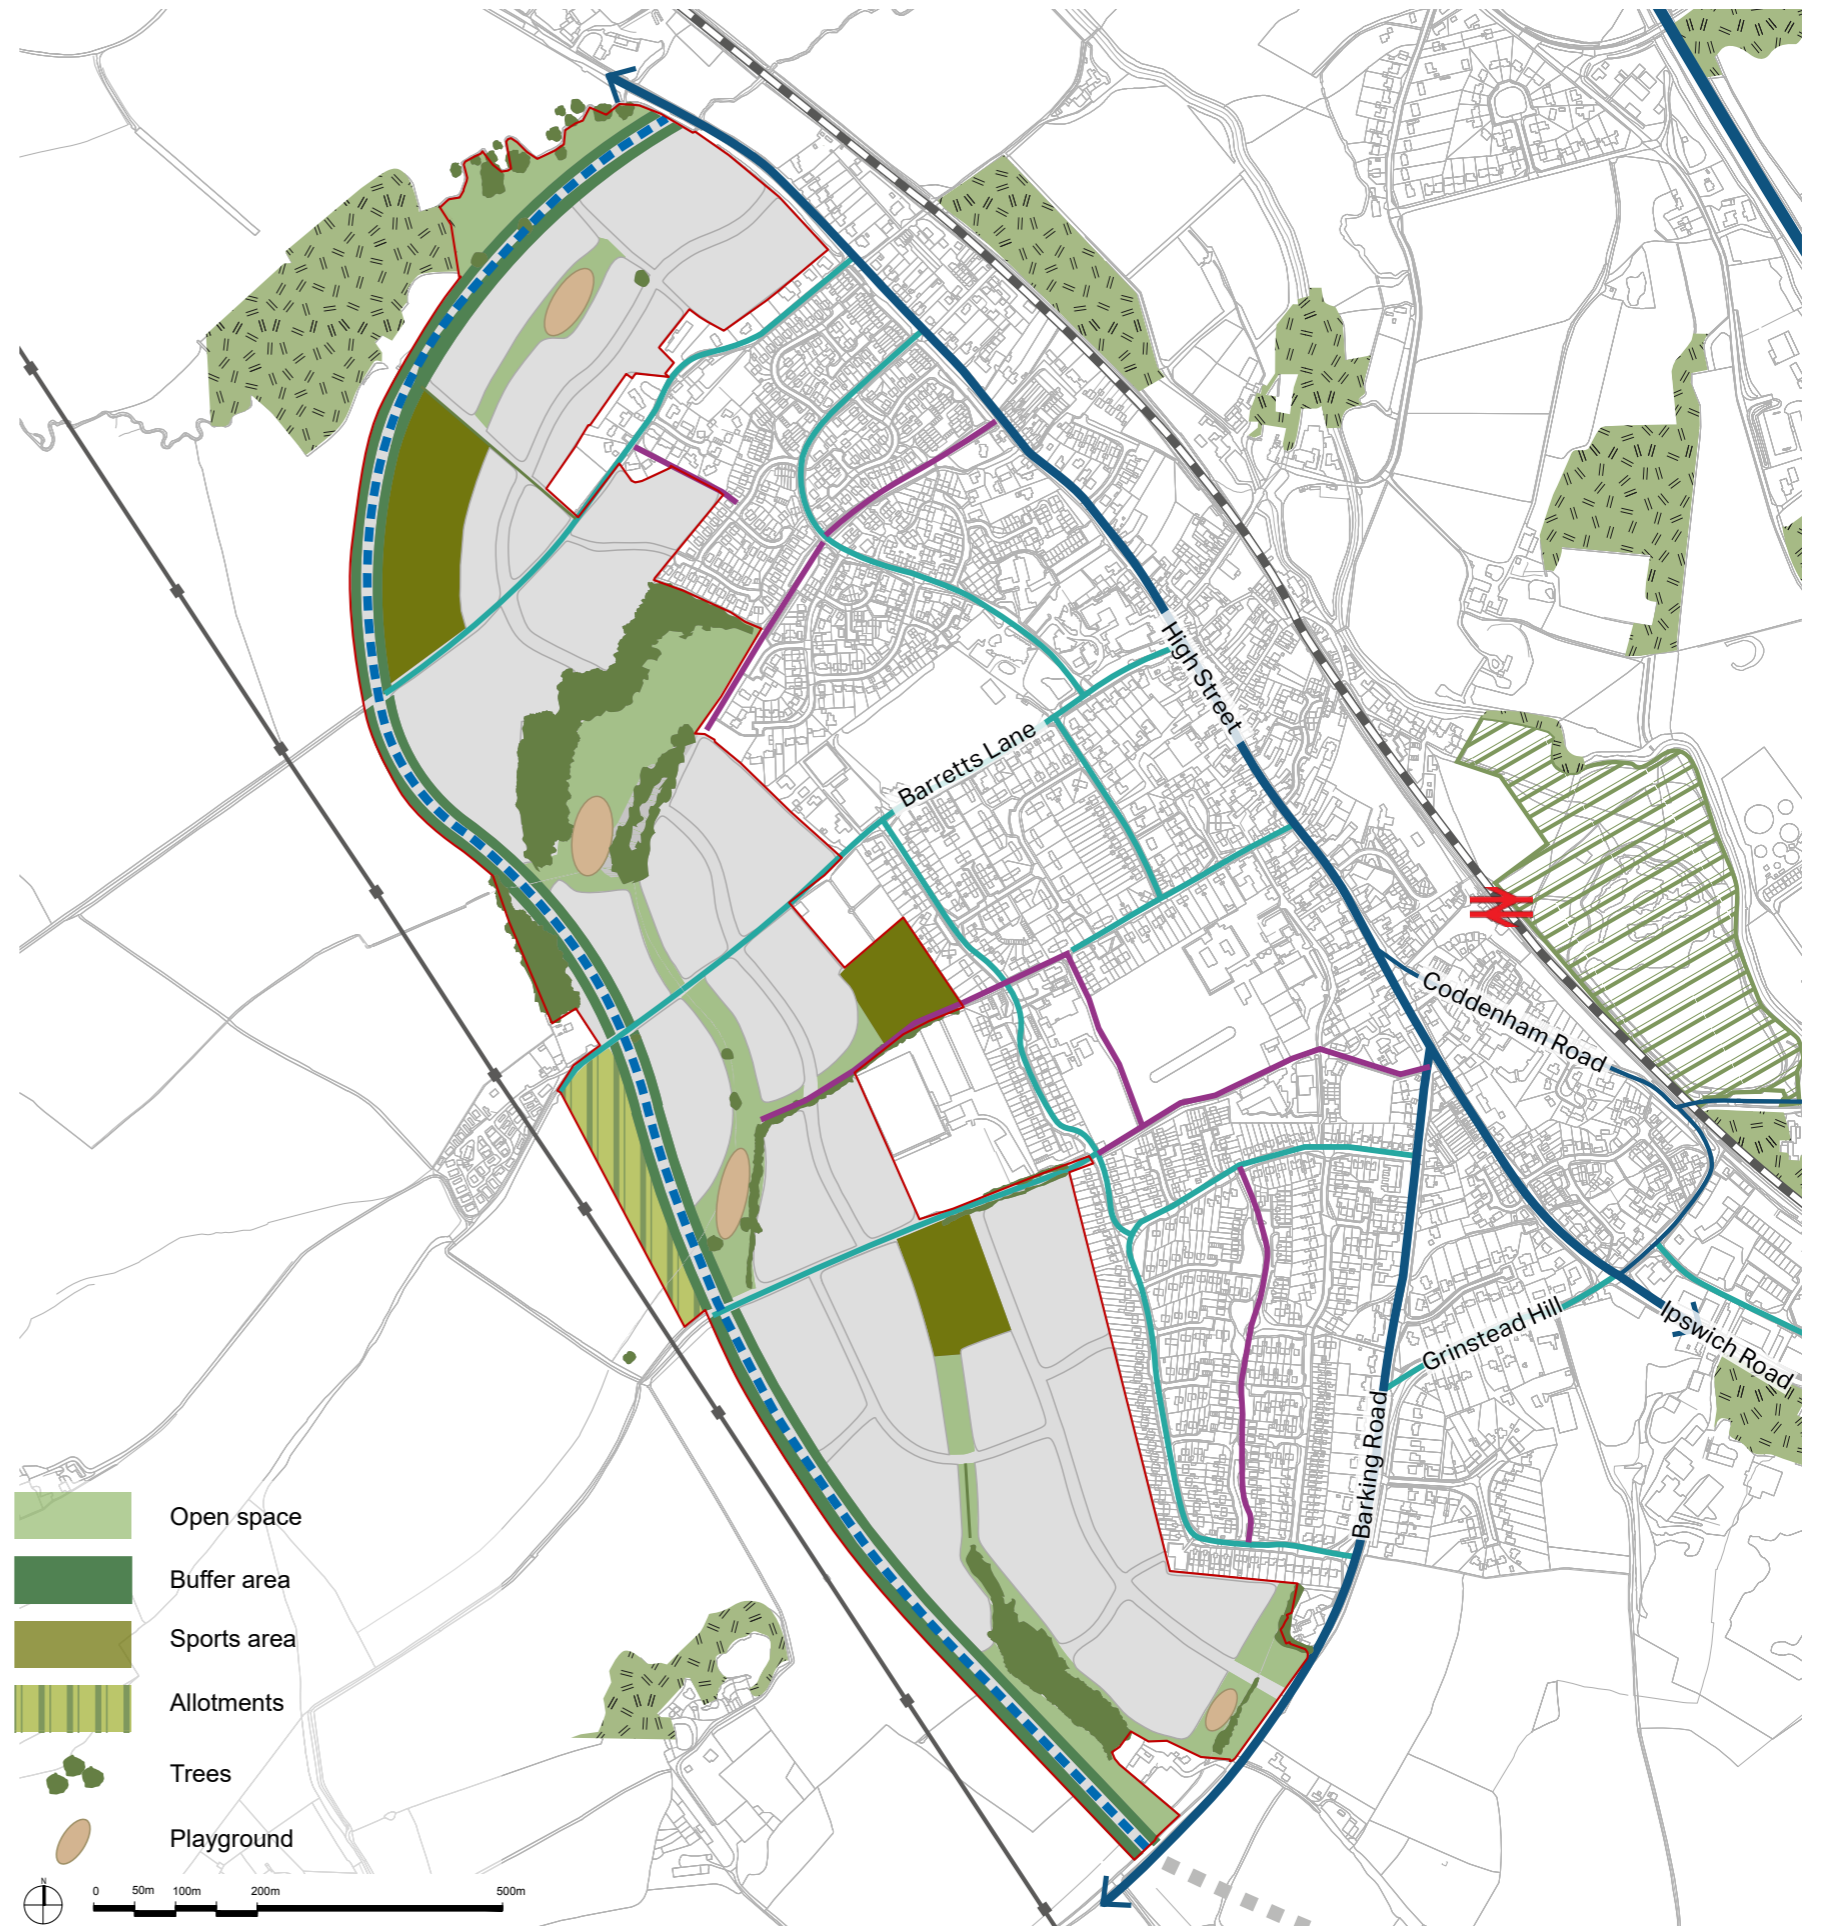 High Street
Barretts Lane
Coddenham Road
Ipswich Road
Grinstead Hill
Barking Road
Open space
Buffer area
Sports area
Allotments
Trees
Playground
N
0 50m 100m 200m 500m